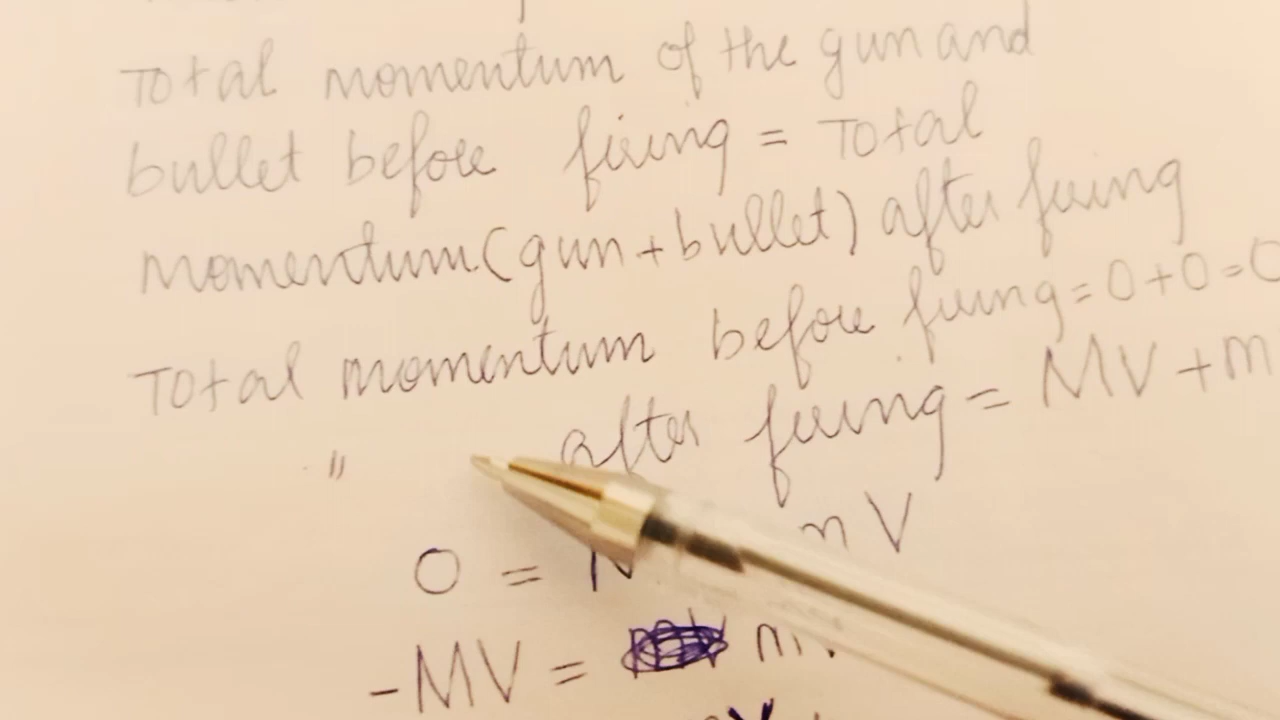 Total momentum of the gun and
bullet before firing = Total
momentum (gun + bullet) after firing
Total momentum before firing = 0 + 0 = 0
" after firing = MV + m
0 = mV
-MV = m